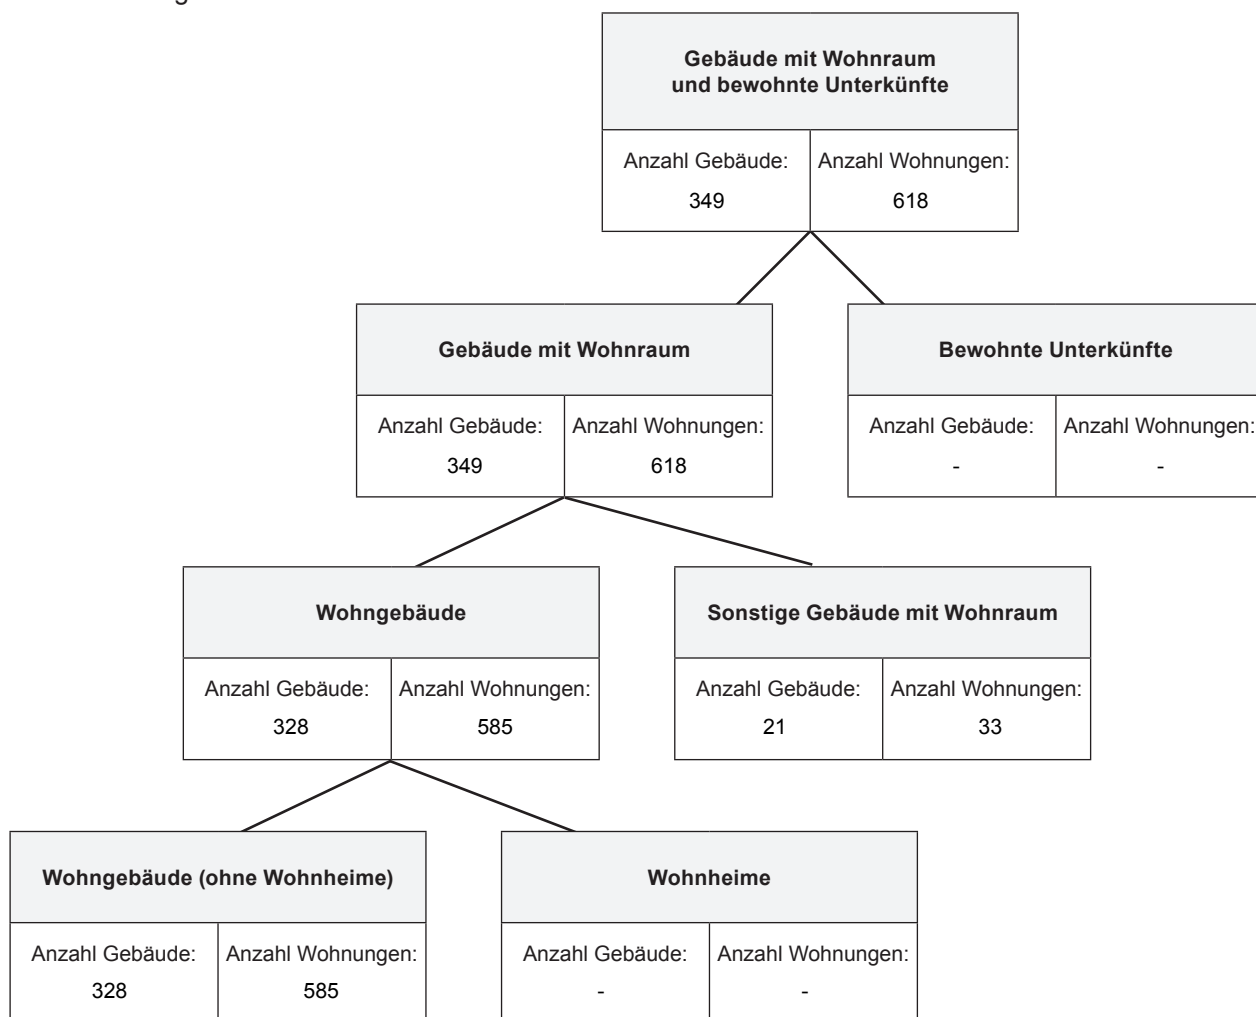 Gebäude mit Wohnraum
und bewohnte Unterkünfte
Anzahl Gebäude: Anzahl Wohnungen:
349 618
Gebäude mit Wohnraum
Anzahl Gebäude: Anzahl Wohnungen:
349 618
Bewohnte Unterkünfte
Anzahl Gebäude: Anzahl Wohnungen:
- -
Wohngebäude
Anzahl Gebäude: Anzahl Wohnungen:
328 585
Sonstige Gebäude mit Wohnraum
Anzahl Gebäude: Anzahl Wohnungen:
21 33
Wohngebäude (ohne Wohnheime)
Anzahl Gebäude: Anzahl Wohnungen:
328 585
Wohnheime
Anzahl Gebäude: Anzahl Wohnungen:
- -